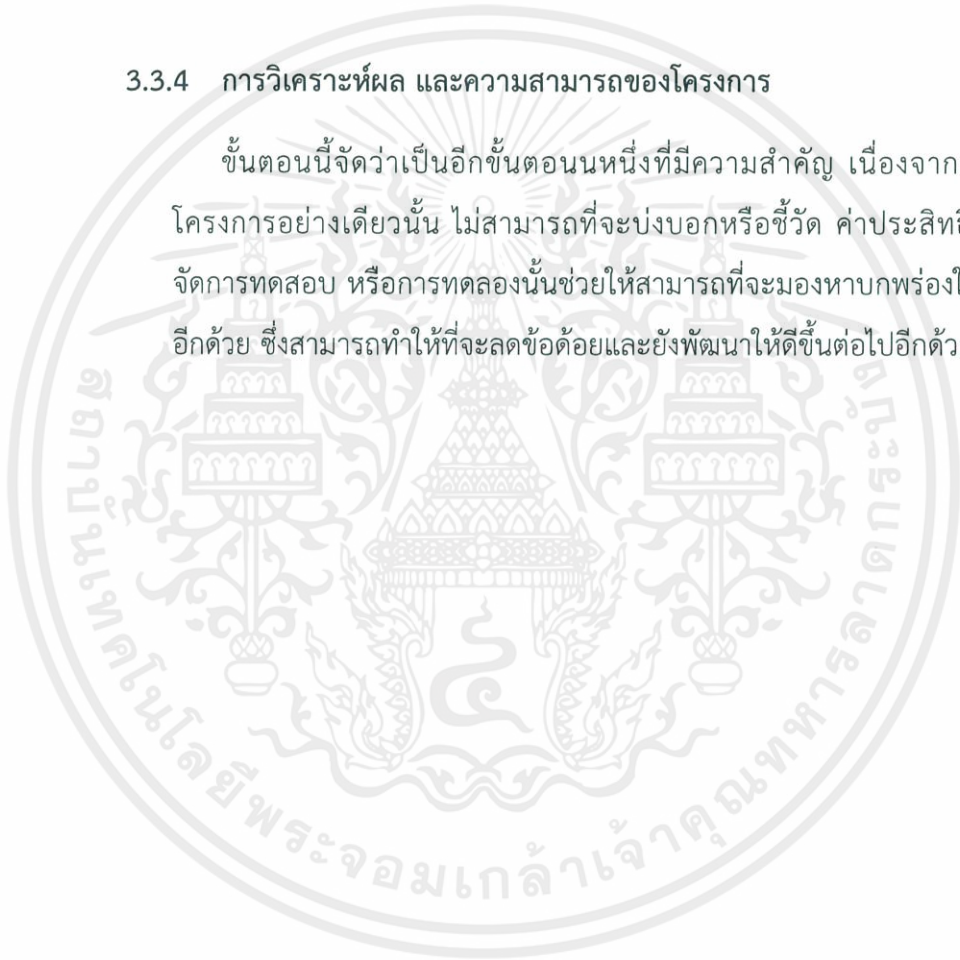 3.3.4 การวิเคราะห์ผล และความสามารถของโครงการ
ขั้นตอนนี้จัดว่าเป็นอีกขั้นตอนนหนึ่งที่มีความสำคัญ เนื่องจาก
โครงการอย่างเดียวนั้น ไม่สามารถที่จะบ่งบอกหรือชี้วัด ค่าประสิทธิ
จัดการทดสอบ หรือการทดลองนั้นช่วยให้สามารถที่จะมองหาบกพร่องใ
อีกด้วย ซึ่งสามารถทำให้ที่จะลดข้อด้อยและยังพัฒนาให้ดีขึ้นต่อไปอีกด้ว
สถาบันเทคโนโลยีพระจอมเกล้าเจ้าคุณทหารลาดกระบัง